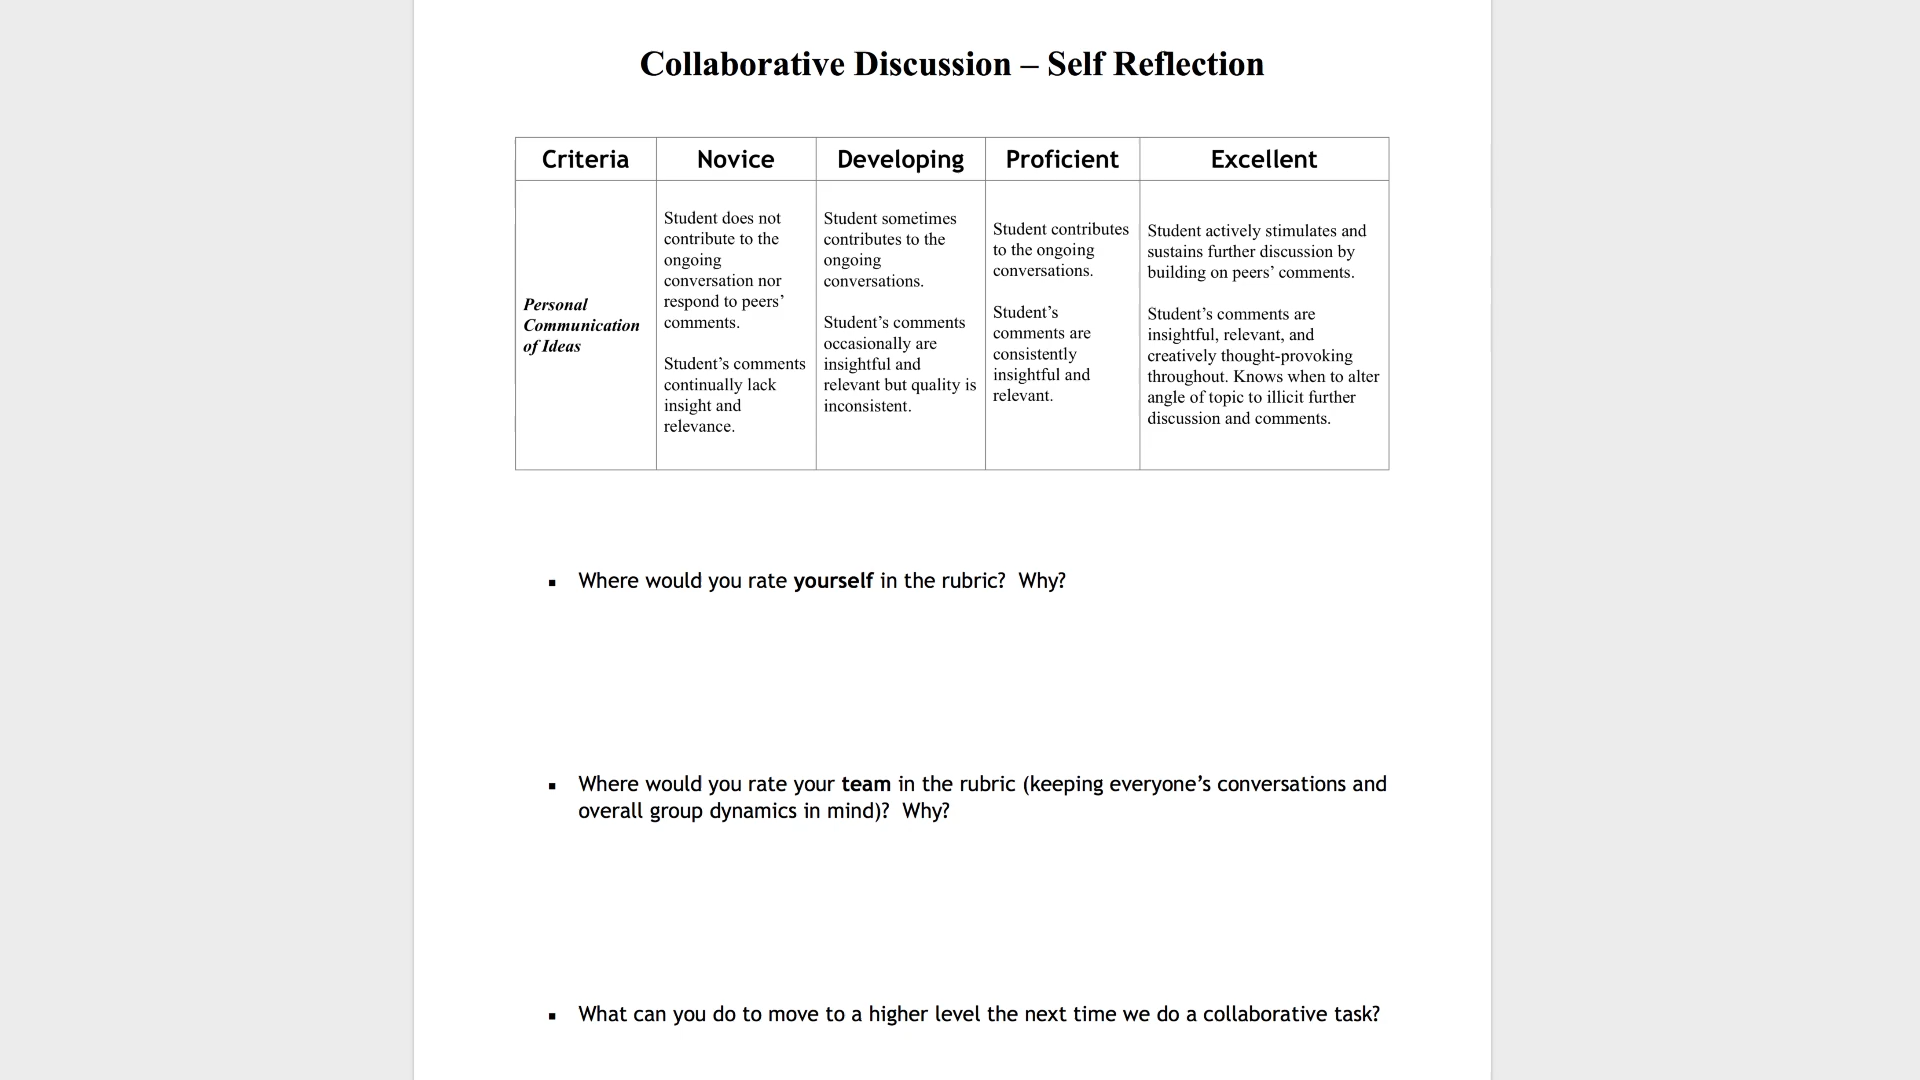 Collaborative Discussion – Self Reflection
Criteria
Novice
Developing
Proficient
Excellent
Personal
Communication
of Ideas
Student does not
contribute to the
ongoing
conversation nor
respond to peers’
comments.
Student’s comments
continually lack
insight and
relevance.
Student sometimes
contributes to the
ongoing
conversations.
Student’s comments
occasionally are
insightful and
relevant but quality is
inconsistent.
Student contributes
to the ongoing
conversations.
Student’s
comments are
consistently
insightful and
relevant.
Student actively stimulates and
sustains further discussion by
building on peers’ comments.
Student’s comments are
insightful, relevant, and
creatively thought-provoking
throughout. Knows when to alter
angle of topic to illicit further
discussion and comments.
▪ Where would you rate yourself in the rubric?  Why?
▪ Where would you rate your team in the rubric (keeping everyone’s conversations and
overall group dynamics in mind)?  Why?
▪ What can you do to move to a higher level the next time we do a collaborative task?